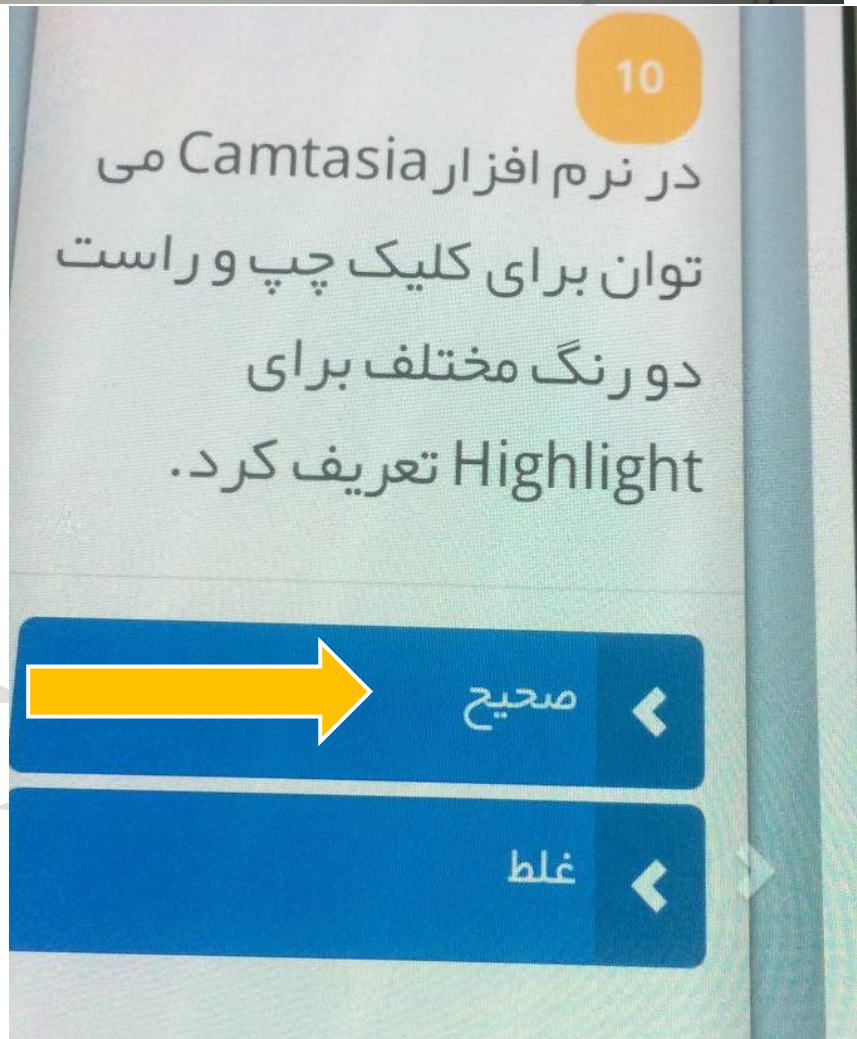 10
در نرم افزار Camtasia می
توان برای کلیک چپ و راست
دو رنگ مختلف برای
Highlight تعریف کرد.
صحیح
غلط